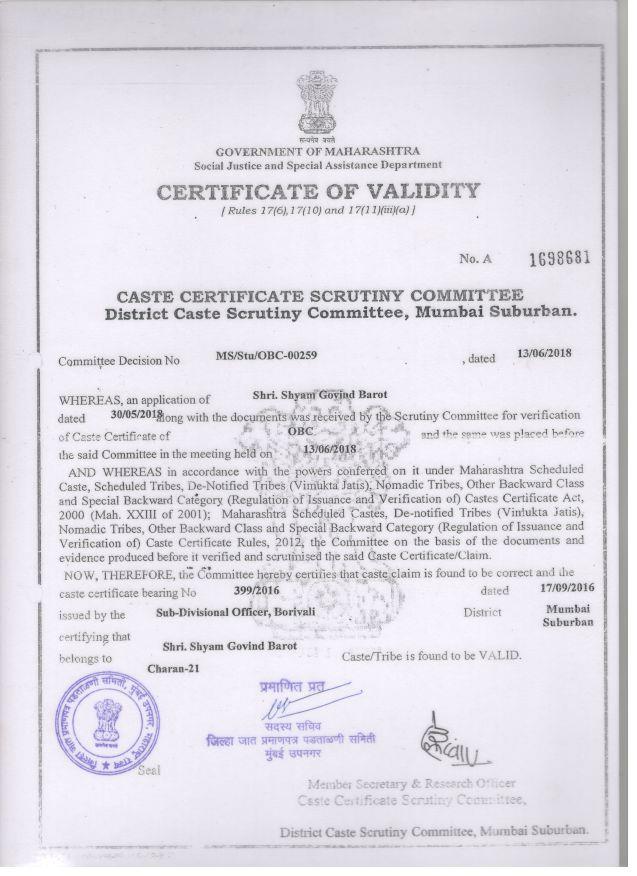 सत्यमेव जयते
GOVERNMENT OF MAHARASHTRA
Social Justice and Special Assistance Department
CERTIFICATE OF VALIDITY
[ Rules 17(6),17(10) and 17(11)(iii)(a) ]
No. A 1698681
CASTE CERTIFICATE SCRUTINY COMMITTEE
District Caste Scrutiny Committee, Mumbai Suburban.
Committee Decision No MS/Stu/OBC-00259 , dated 13/06/2018
WHEREAS, an application of Shri. Shyam Govind Barot
dated 30/05/2018 along with the documents was received by the Scrutiny Committee for verification
of Caste Certificate of OBC and the same was placed before
the said Committee in the meeting held on 13/06/2018
AND WHEREAS in accordance with the powers conferred on it under Maharashtra Scheduled
Caste, Scheduled Tribes, De-Notified Tribes (Vimukta Jatis), Nomadic Tribes, Other Backward Class
and Special Backward Category (Regulation of Issuance and Verification of) Castes Certificate Act,
2000 (Mah. XXIII of 2001); Maharashtra Scheduled Castes, De-notified Tribes (Vimukta Jatis),
Nomadic Tribes, Other Backward Class and Special Backward Category (Regulation of Issuance and
Verification of) Caste Certificate Rules, 2012, the Committee on the basis of the documents and
evidence produced before it verified and scrutinised the said Caste Certificate/Claim.
NOW, THEREFORE, the Committee hereby certifies that caste claim is found to be correct and the
caste certificate bearing No 399/2016 dated 17/09/2016
issued by the Sub-Divisional Officer, Borivali District Mumbai
Suburban
certifying that Shri. Shyam Govind Barot
belongs to Charan-21 Caste/Tribe is found to be VALID.
जिल्हा जात प्रमाणपत्र पडताळणी समिती, मुंबई उपनगर, महाराष्ट्र राज्य
Seal
प्रमाणित प्रत
सदस्य सचिव
जिल्हा जात प्रमाणपत्र पडताळणी समिती
मुंबई उपनगर
Member Secretary & Research Officer
Caste Certificate Scrutiny Committee,
District Caste Scrutiny Committee, Mumbai Suburban.